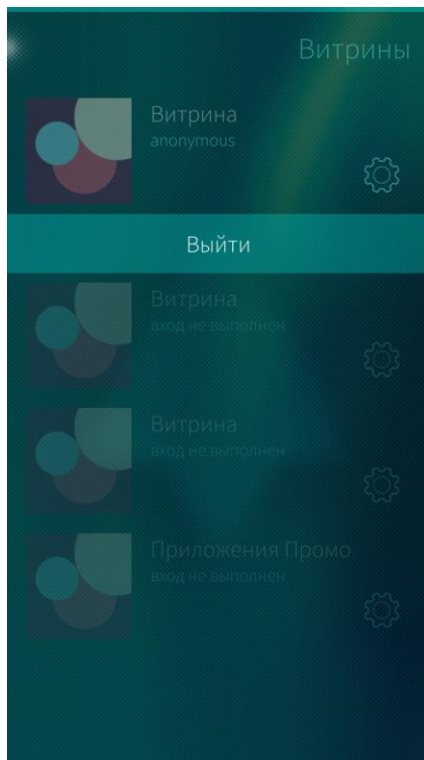 Витрины
Витрина
anonymous
Выйти
Витрина
вход не выполнен
Витрина
вход не выполнен
Приложения Промо
вход не выполнен